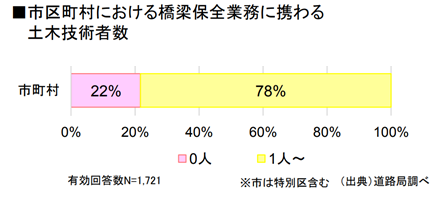 ■市区町村における橋梁保全業務に携わる
土木技術者数
市町村
22%
78%
0% 20% 40% 60% 80% 100%
0人 1人～
有効回答数N=1,721 ※市は特別区含む （出典）道路局調べ